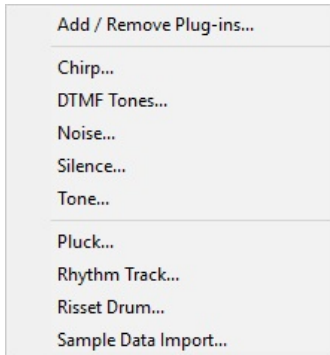 Add / Remove Plug-ins...
Chirp...
DTMF Tones...
Noise...
Silence...
Tone...
Pluck...
Rhythm Track...
Risset Drum...
Sample Data Import...